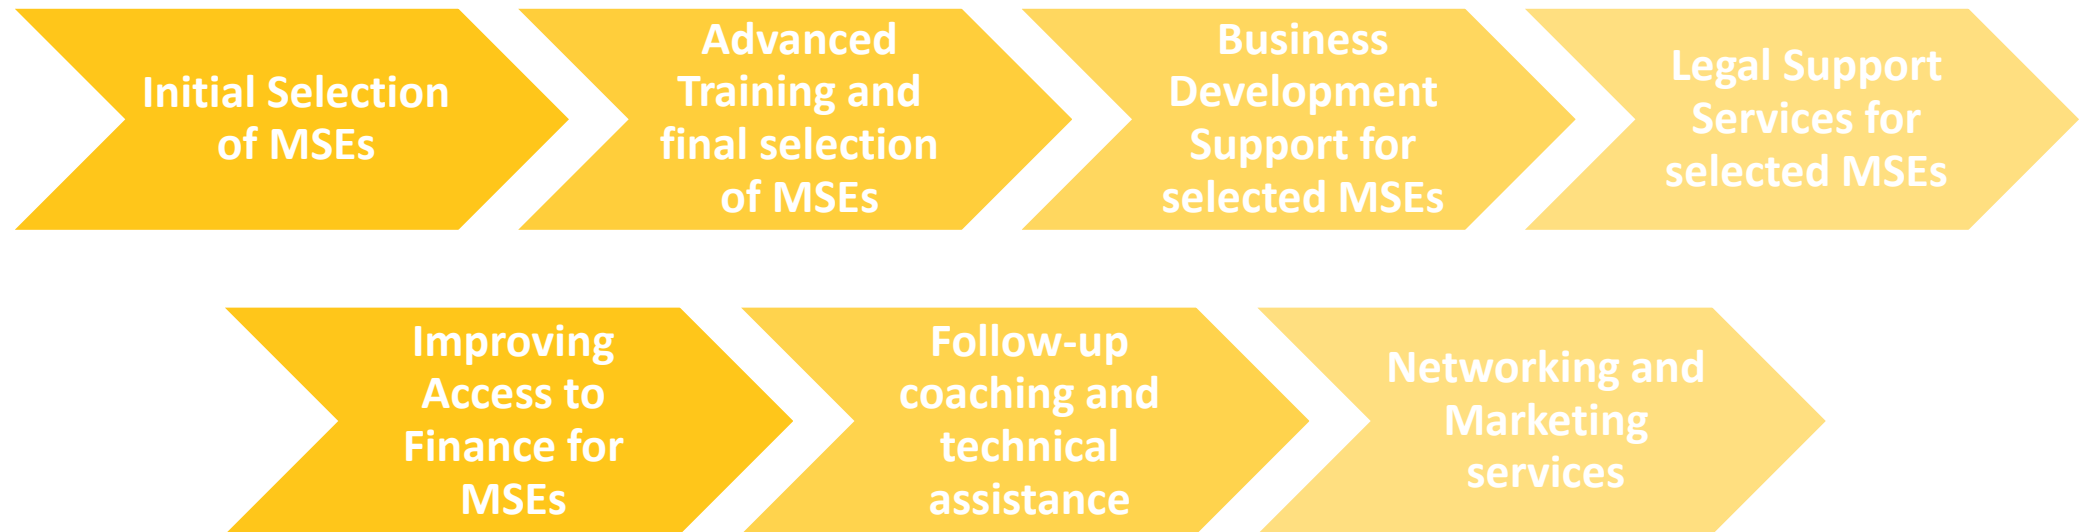 Initial Selection
of MSEs
Advanced
Training and
final selection
of MSEs
Business
Development
Support for
selected MSEs
Legal Support
Services for
selected MSEs
Improving
Access to
Finance for
MSEs
Follow-up
coaching and
technical
assistance
Networking and
Marketing
services